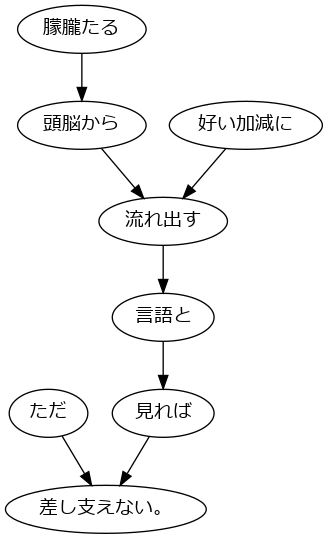 朦朧たる
頭脳から
好い加減に
流れ出す
言語と
ただ
見れば
差し支えない。